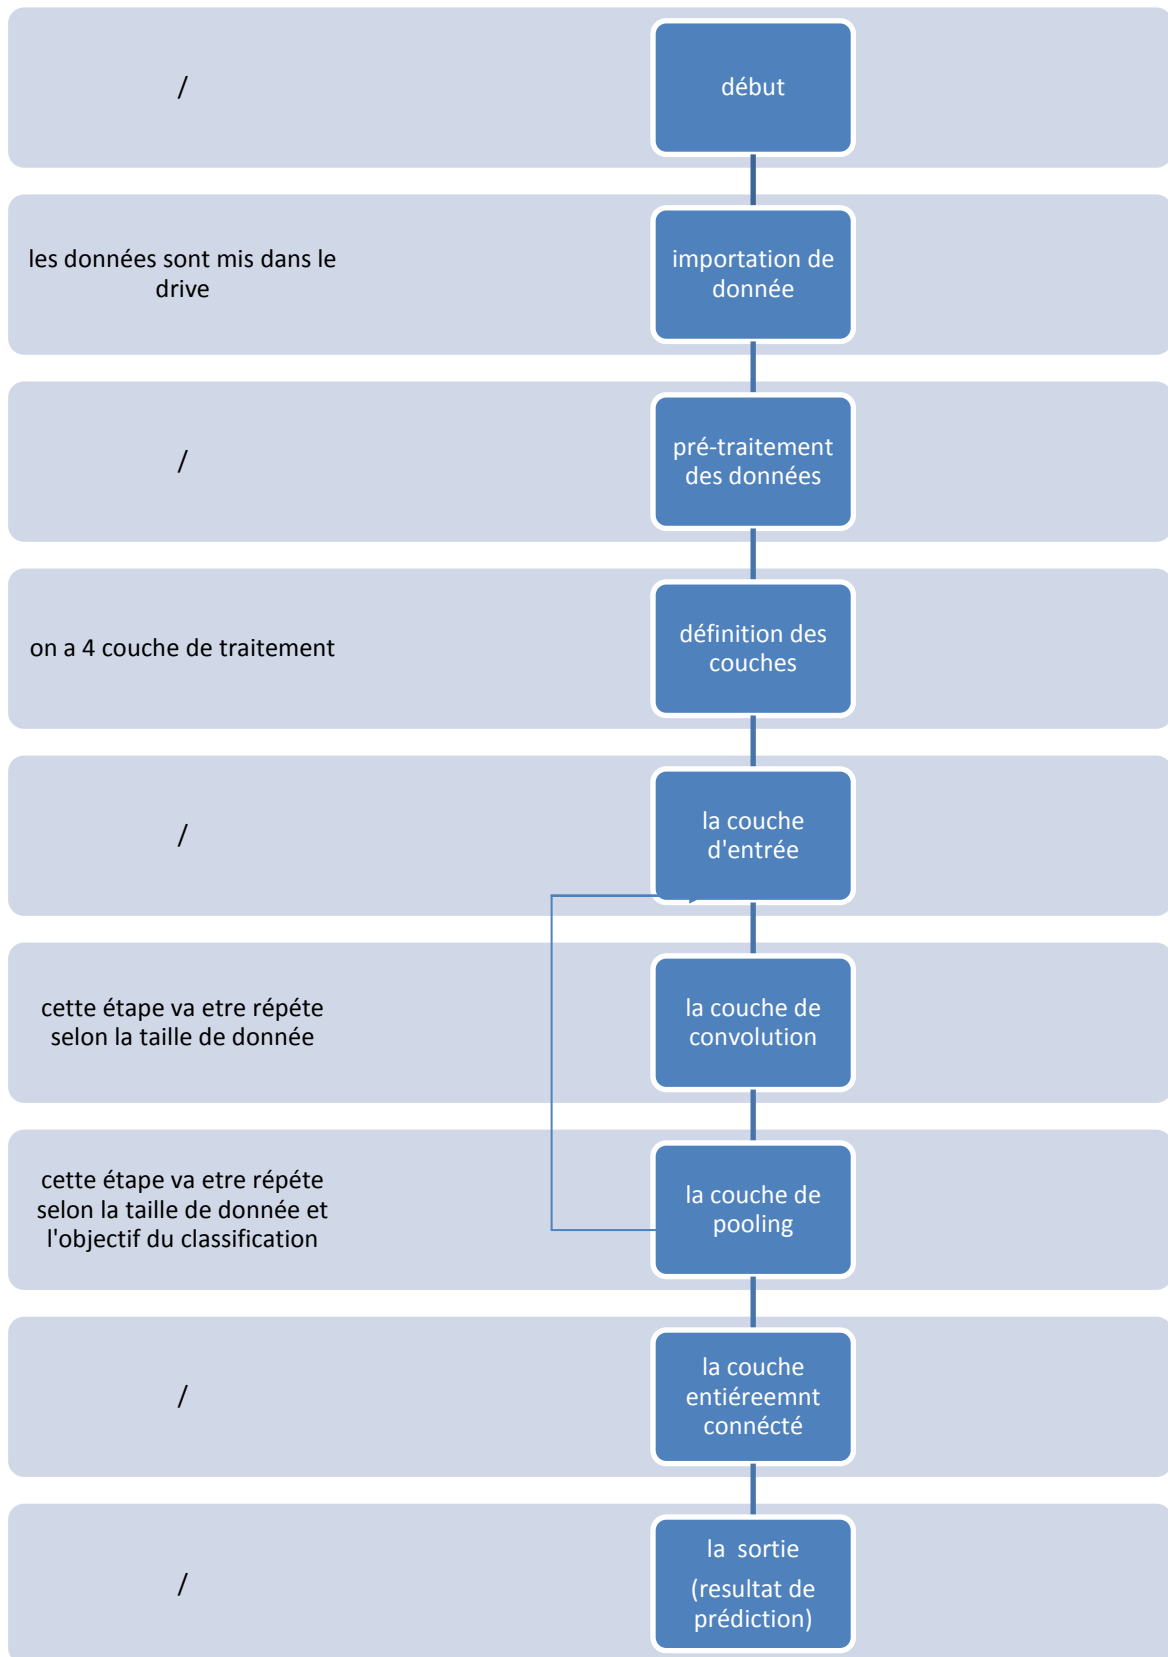 /
début
les données sont mis dans le
drive
importation de
donnée
/
pré-traitement
des données
on a 4 couche de traitement
définition des
couches
/
la couche
d'entrée
cette étape va etre répéte
selon la taille de donnée
la couche de
convolution
cette étape va etre répéte
selon la taille de donnée et
l'objectif du classification
la couche de
pooling
/
la couche
entiéreemnt
connécté
/
la  sortie
(resultat de
prédiction)